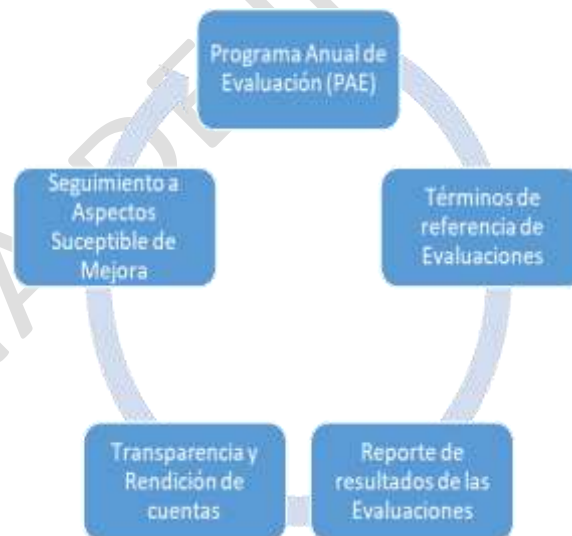 Programa Anual de
Evaluación (PAE)
Términos de
referencia de
Evaluaciones
Reporte de
resultados de las
Evaluaciones
Transparencia y
Rendición de
cuentas
Seguimiento a
Aspectos
Suceptible de
Mejora